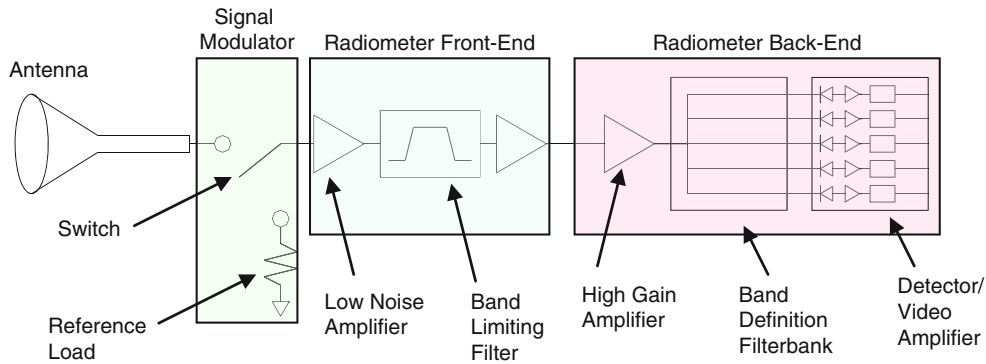 Signal
Modulator
Radiometer Front-End
Radiometer Back-End
Antenna
Switch
Reference
Load
Low Noise
Amplifier
Band
Limiting
Filter
High Gain
Amplifier
Band
Definition
Filterbank
Detector/
Video
Amplifier